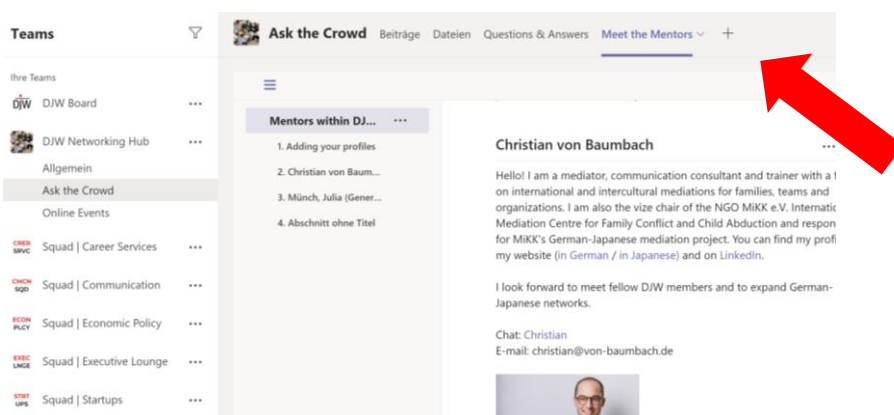 Teams
Ask the Crowd Beiträge Dateien Questions & Answers Meet the Mentors
Ihre Teams
DJW DJW Board
DJW Networking Hub
Allgemein
Ask the Crowd
Online Events
CRER SRVC Squad | Career Services
CMCN SQD Squad | Communication
ECON PLCY Squad | Economic Policy
EXEC LNGE Squad | Executive Lounge
STRT UPS Squad | Startups
Mentors within DJ...
1. Adding your profiles
2. Christian von Baum...
3. Münch, Julia (Gener...
4. Abschnitt ohne Titel
Christian von Baumbach
Hello! I am a mediator, communication consultant and trainer with a
on international and intercultural mediations for families, teams and
organizations. I am also the vize chair of the NGO MiKK e.V.
Mediation Centre for Family Conflict and Child Abduction and
for MiKK's German-Japanese mediation project. You can find my
my website (in German / in Japanese) and on LinkedIn.
I look forward to meet fellow DJW members and to expand German-
Japanese networks.
Chat: Christian
E-mail: christian@von-baumbach.de